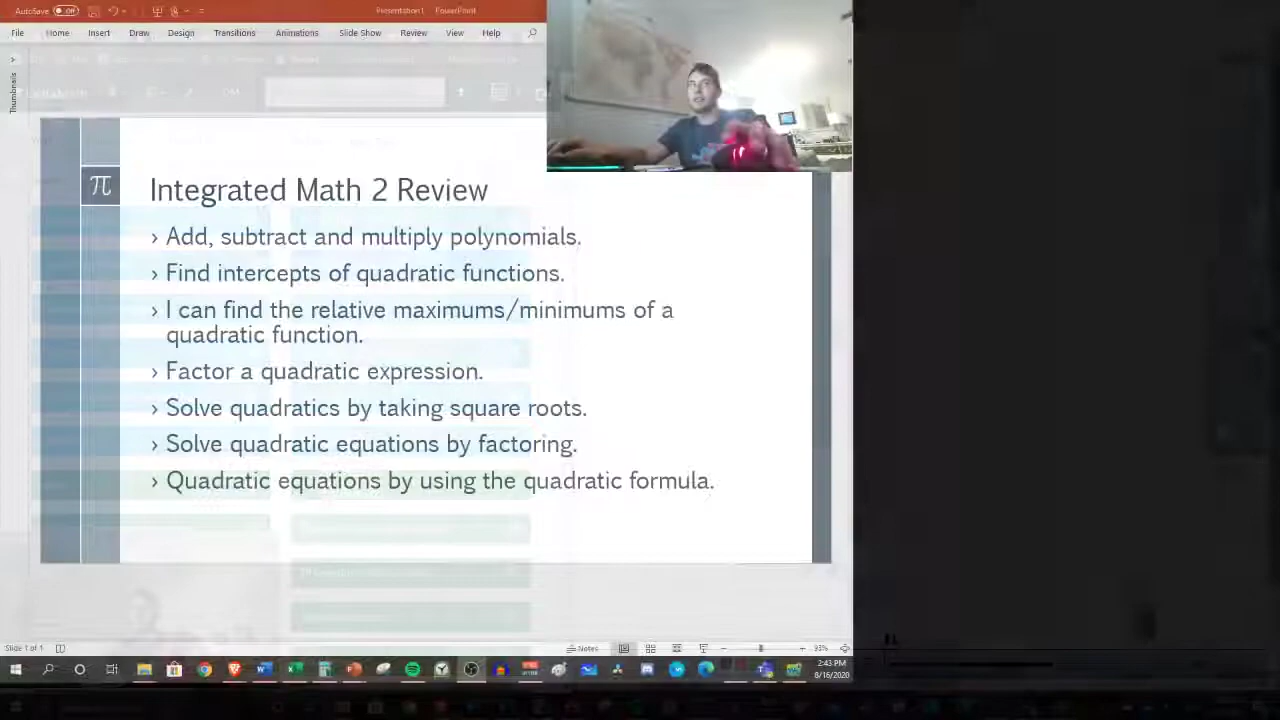 AutoSave Off
Presentation1 - PowerPoint
File Home Insert Draw Design Transitions Animations Slide Show Review View Help
Thumbnails
π
Integrated Math 2 Review
› Add, subtract and multiply polynomials.
› Find intercepts of quadratic functions.
› I can find the relative maximums/minimums of a
quadratic function.
› Factor a quadratic expression.
› Solve quadratics by taking square roots.
› Solve quadratic equations by factoring.
› Quadratic equations by using the quadratic formula.
Slide 1 of 1
Notes
93%
2:43 PM
8/16/2020